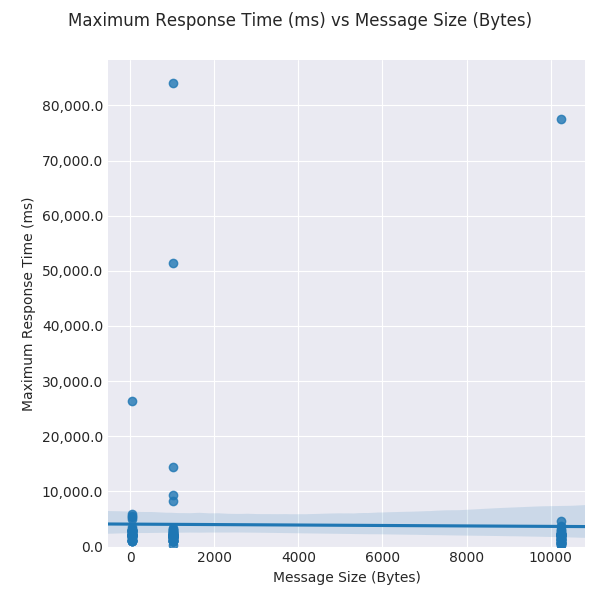 Maximum Response Time (ms) vs Message Size (Bytes)
80,000.0
70,000.0
60,000.0
50,000.0
40,000.0
30,000.0
20,000.0
10,000.0
0.0
Maximum Response Time (ms)
0 2000 4000 6000 8000 10000
Message Size (Bytes)